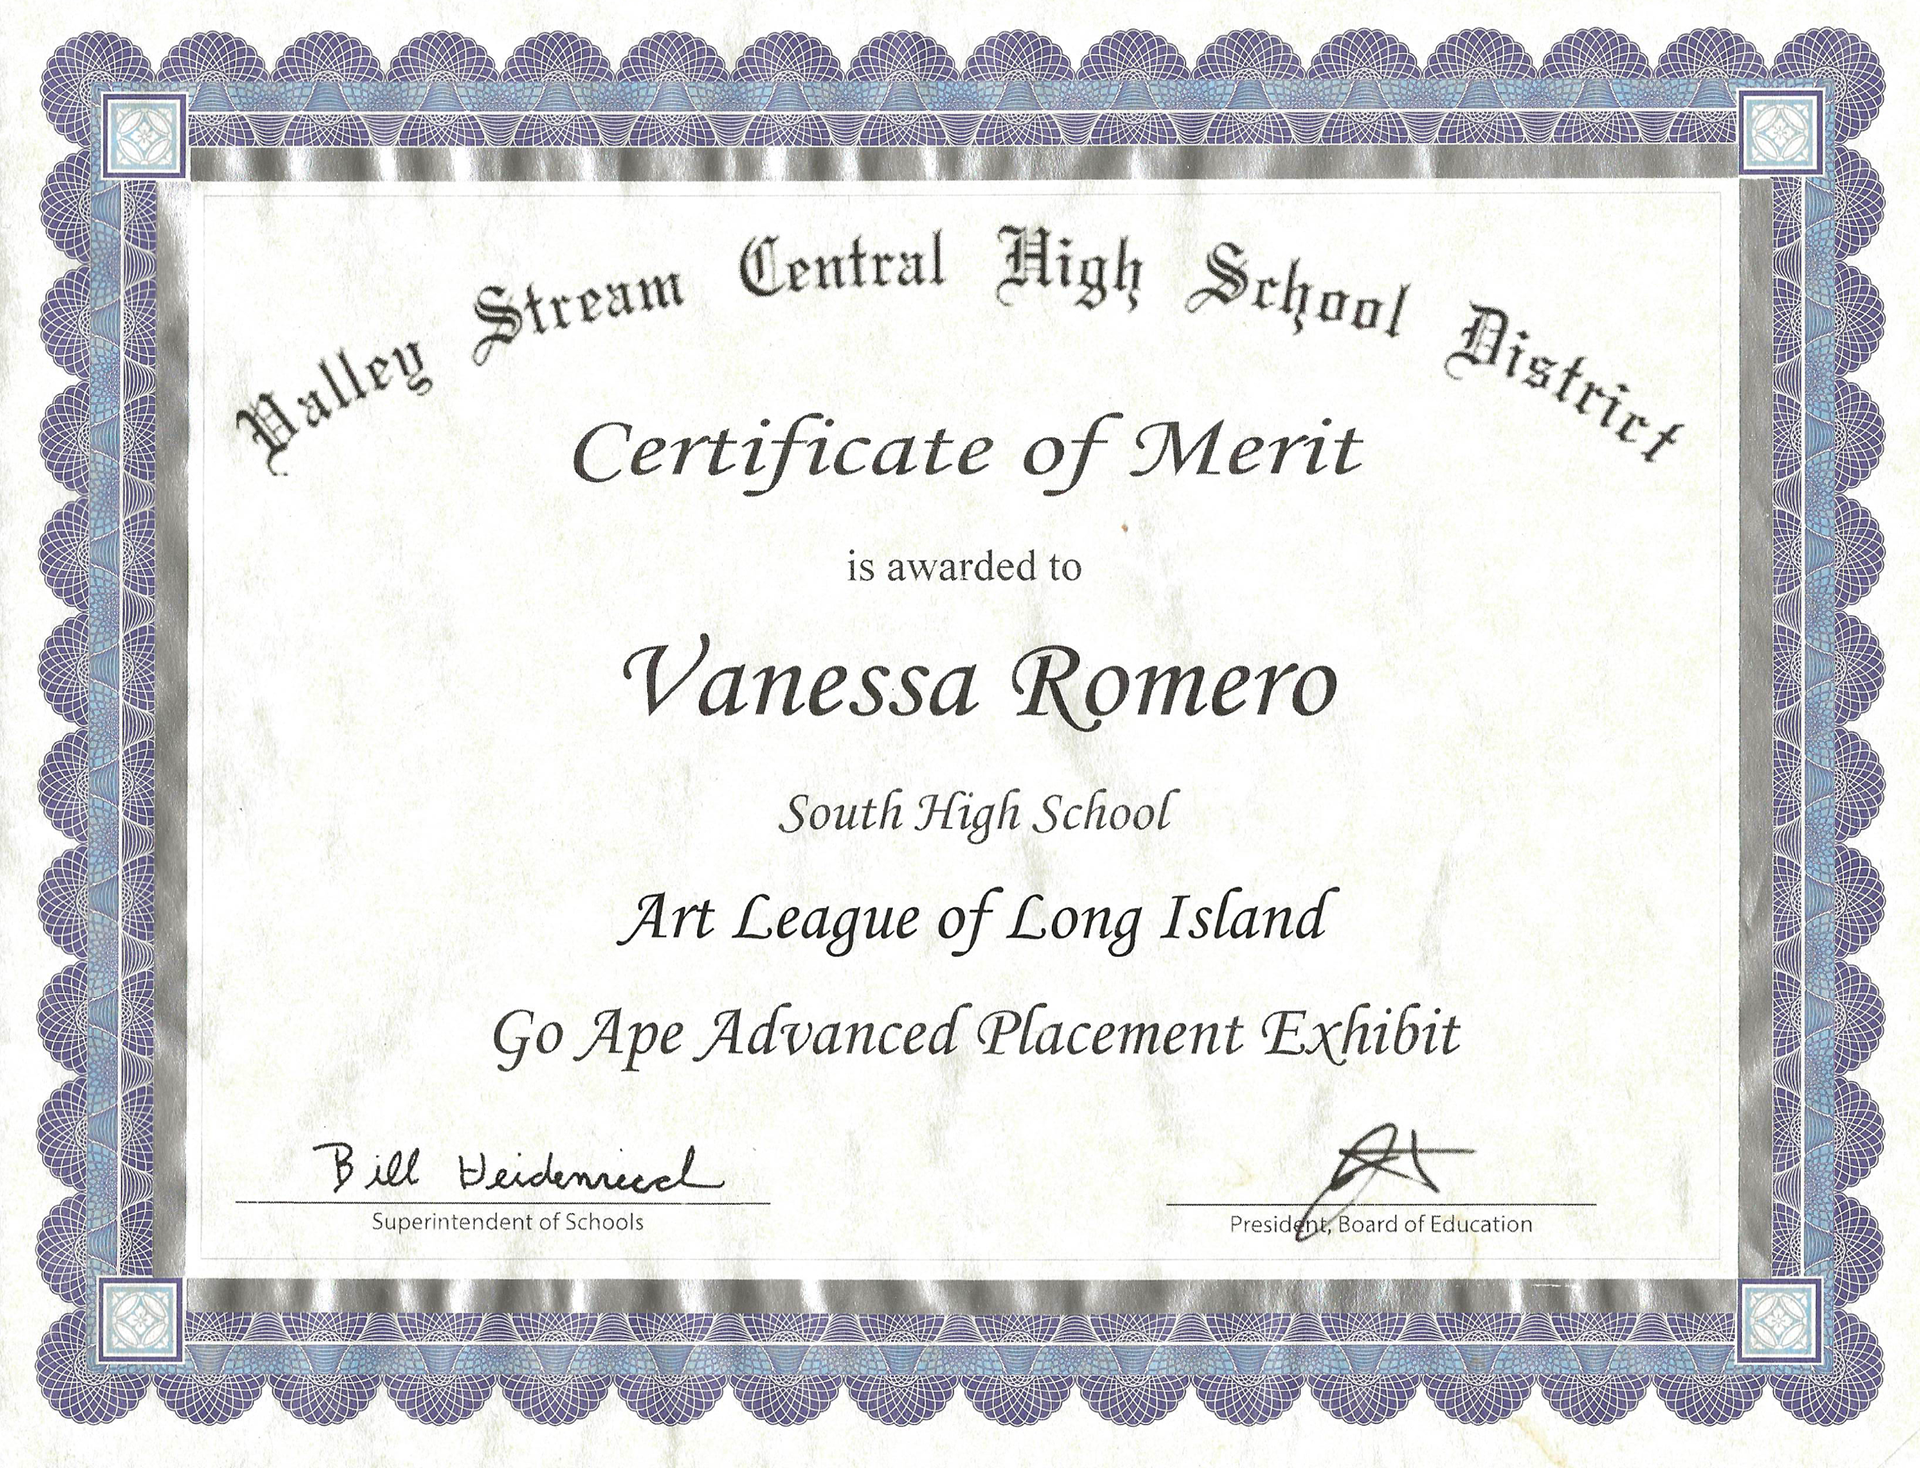 Valley Stream Central High School District
Certificate of Merit
is awarded to
Vanessa Romero
South High School
Art League of Long Island
Go Ape Advanced Placement Exhibit
Bill
Superintendent of Schools
President, Board of Education